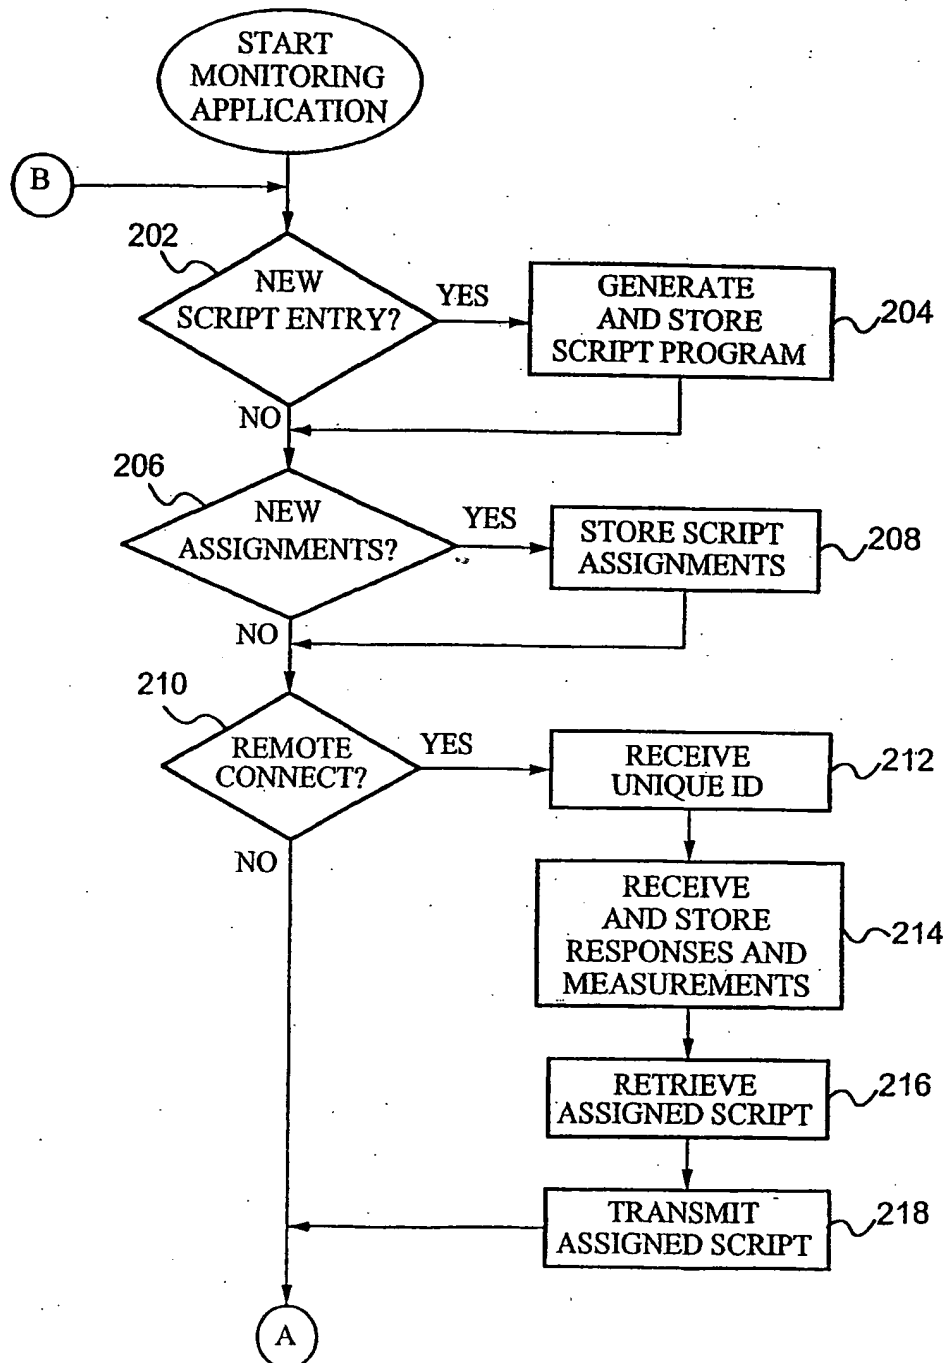 START
MONITORING
APPLICATION
B
202
NEW
SCRIPT ENTRY?
YES
GENERATE
AND STORE
SCRIPT PROGRAM
204
NO
206
NEW
ASSIGNMENTS?
YES
STORE SCRIPT
ASSIGNMENTS
208
NO
210
REMOTE
CONNECT?
YES
RECEIVE
UNIQUE ID
212
NO
RECEIVE
AND STORE
RESPONSES AND
MEASUREMENTS
214
RETRIEVE
ASSIGNED SCRIPT
216
TRANSMIT
ASSIGNED SCRIPT
218
A